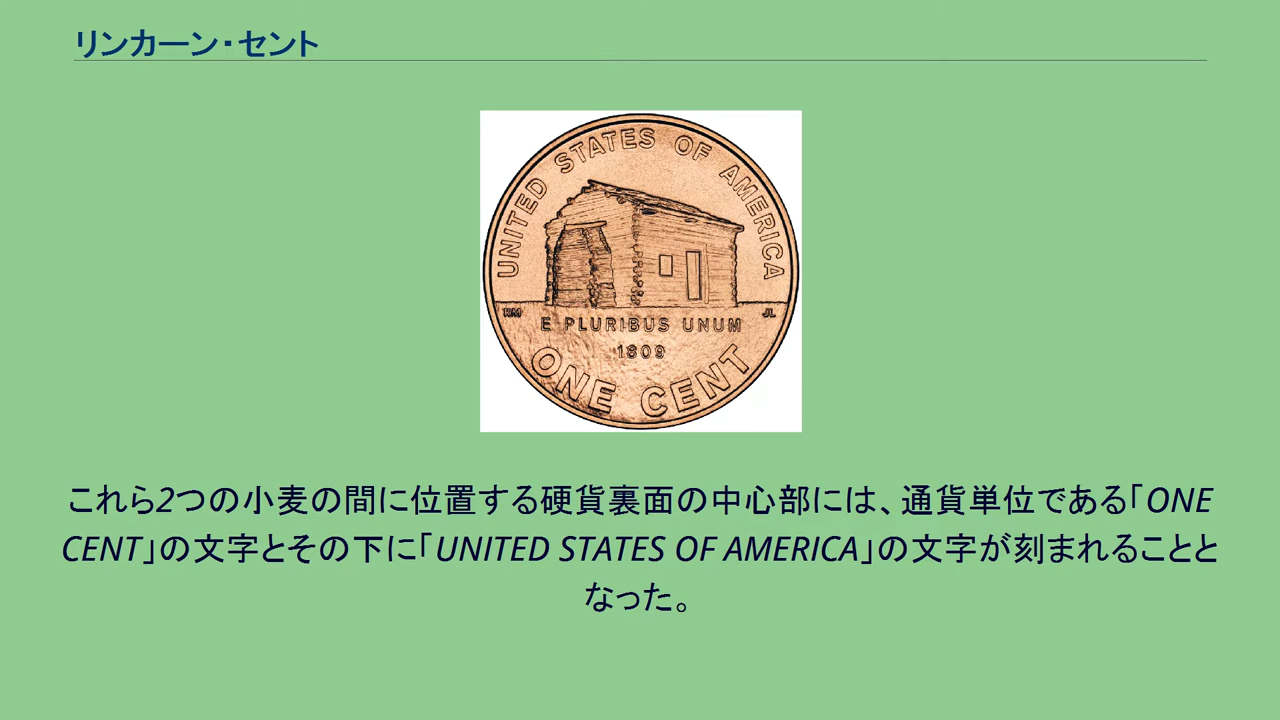 リンカーン・セント
UNITED STATES OF AMERICA
RM
JL
E PLURIBUS UNUM
1809
ONE CENT
これら2つの小麦の間に位置する硬貨裏面の中心部には、通貨単位である「ONE
CENT」の文字とその下に「UNITED STATES OF AMERICA」の文字が刻まれることと
なった。